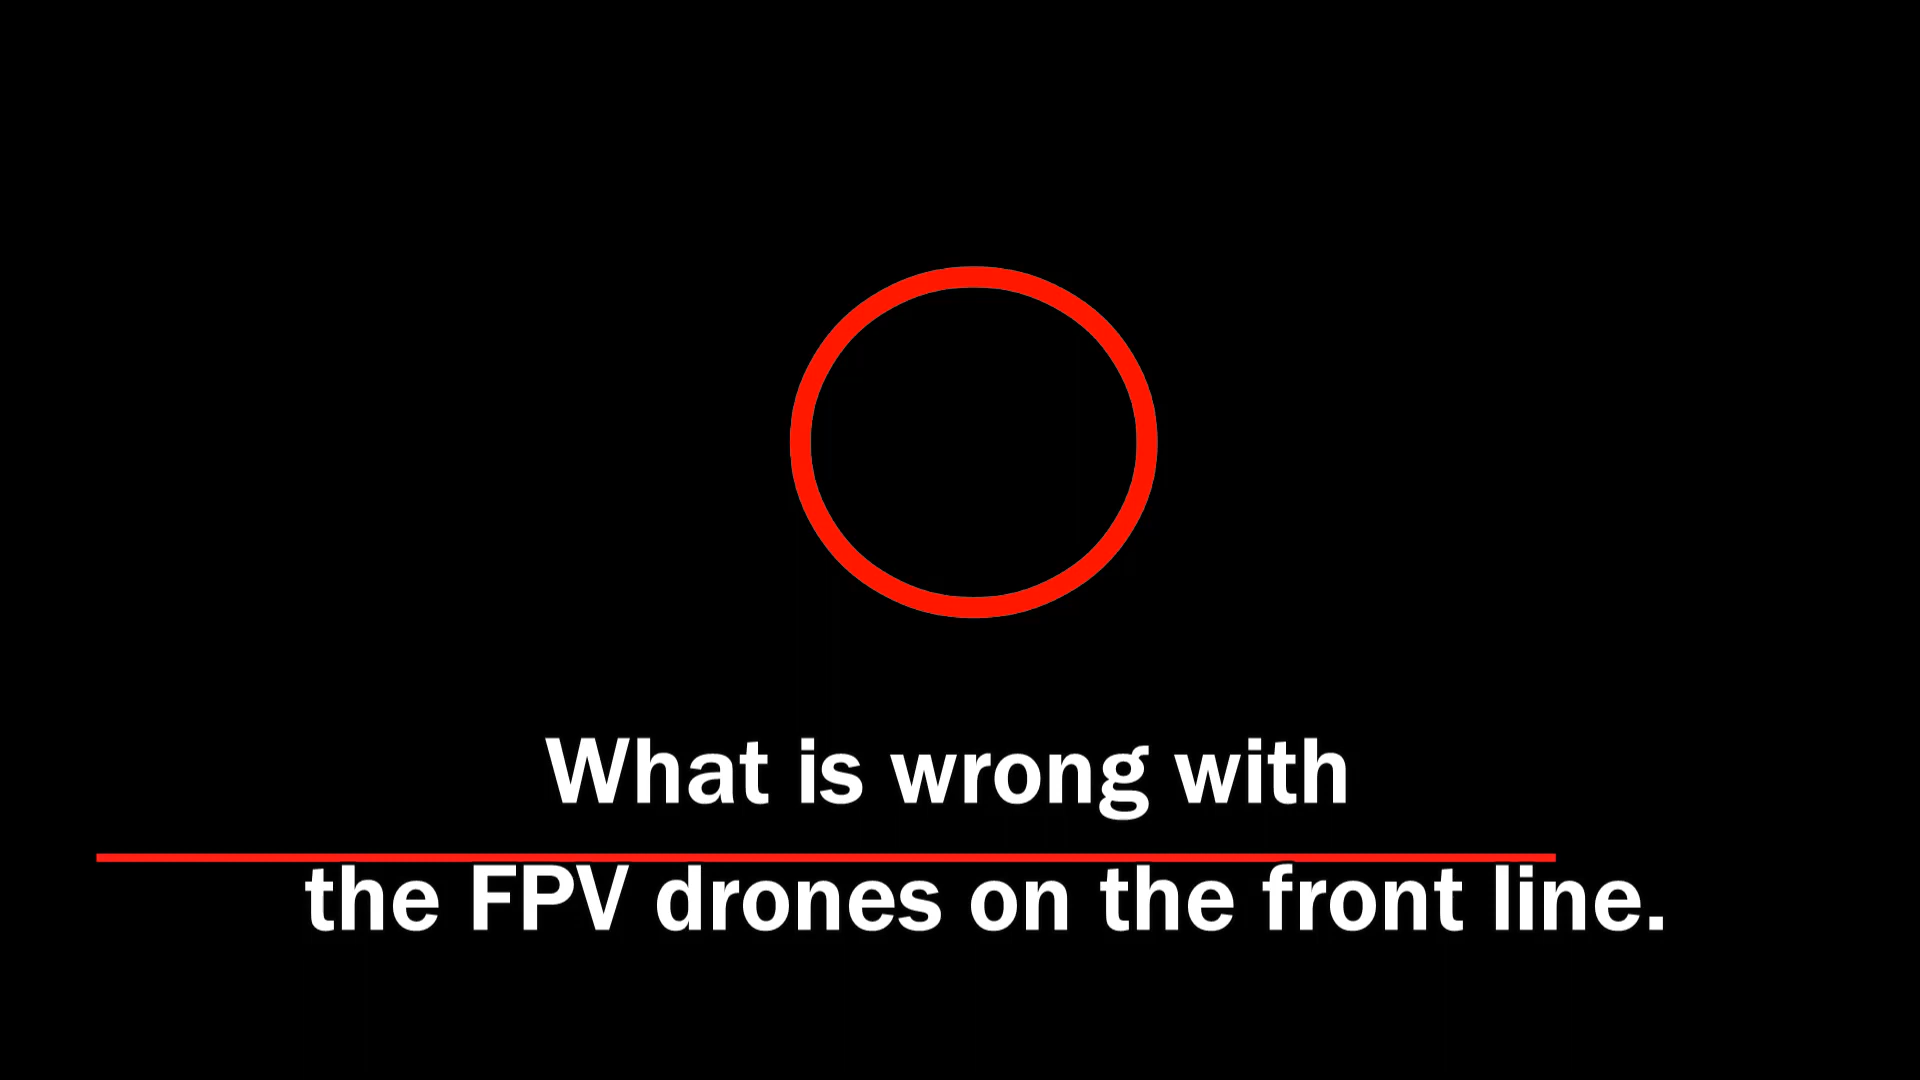 What is wrong with
the FPV drones on the front line.